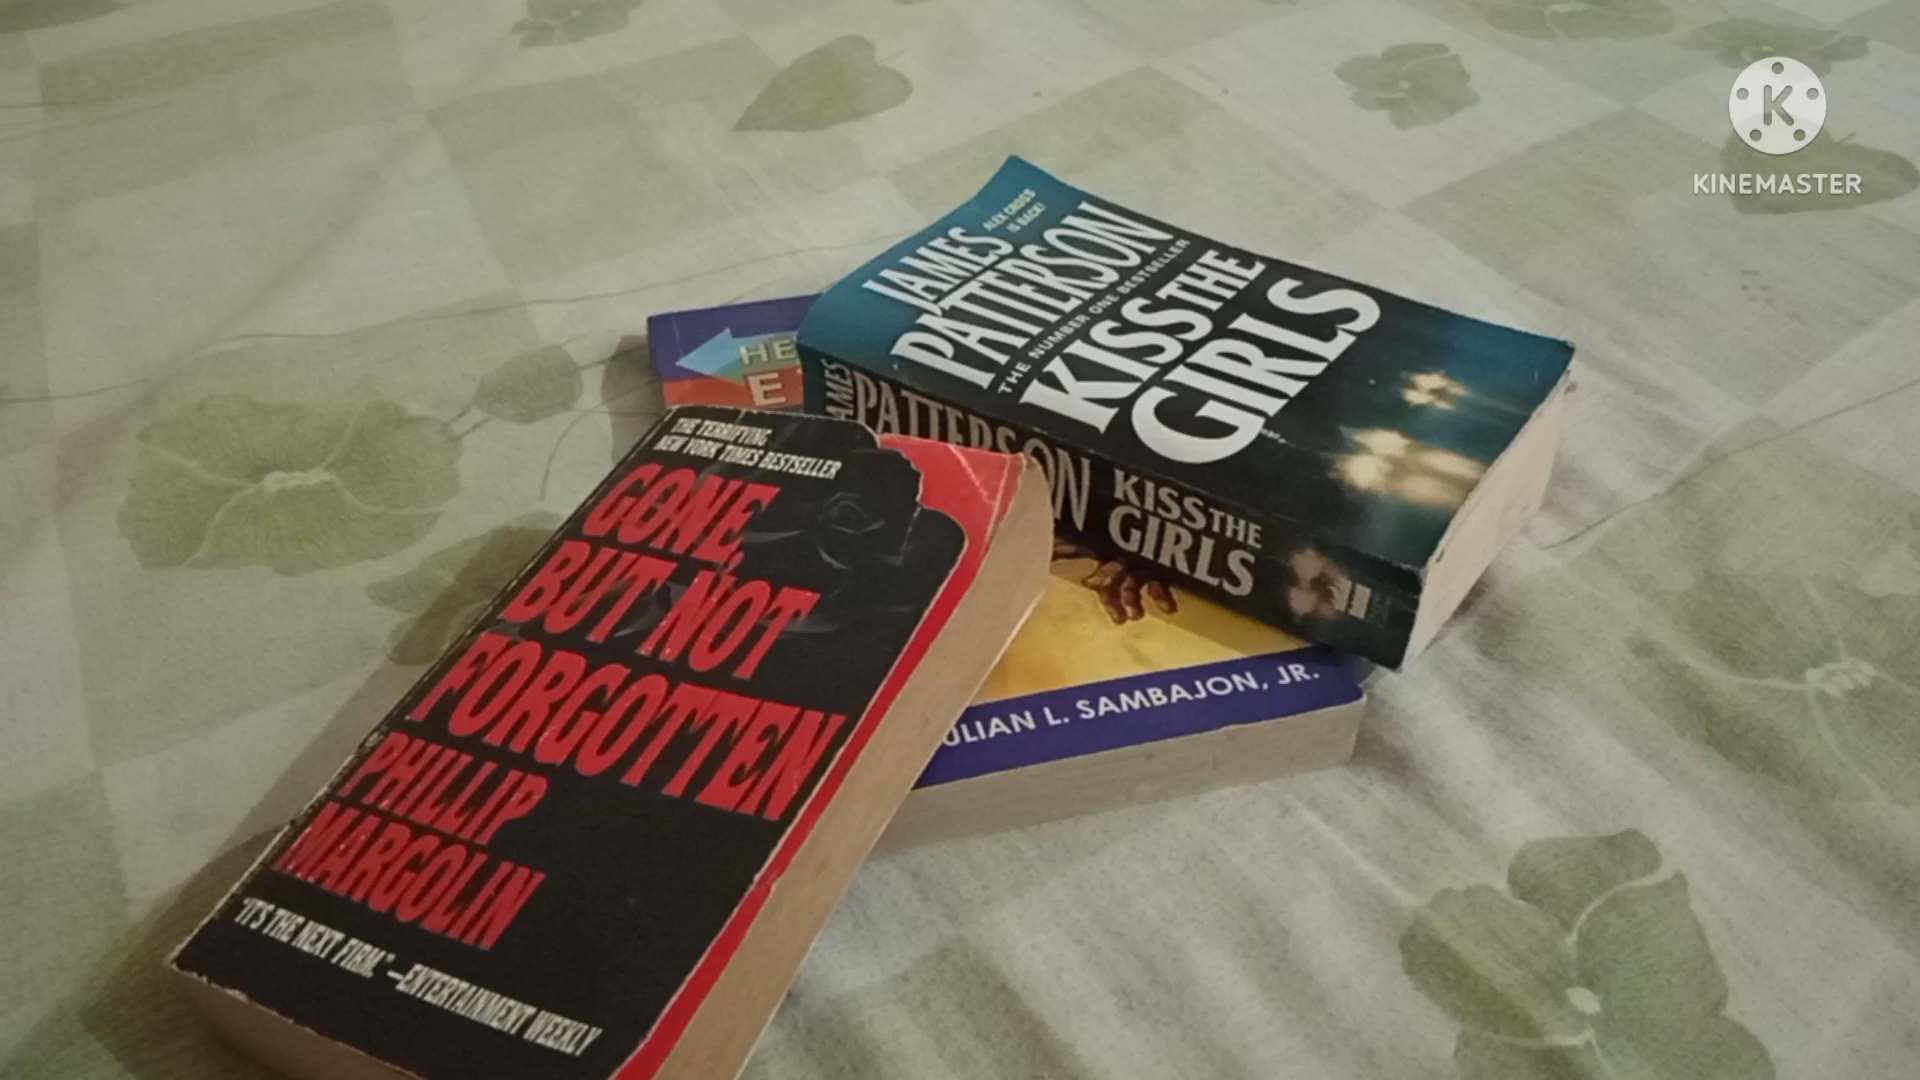 KINEMASTER
ALEX CROSS
IS BACK!
JAMES
PATTERSON
THE NUMBER ONE BESTSELLER
KISS THE
GIRLS
JAMES
PATTERSON
KISS THE
GIRLS
HE
E
ULIAN L. SAMBAJON, JR.
THE TERRIFYING
NEW YORK TIMES BESTSELLER
GONE,
BUT NOT
FORGOTTEN
PHILLIP
MARGOLIN
"IT'S THE NEXT FIRM." —ENTERTAINMENT WEEKLY